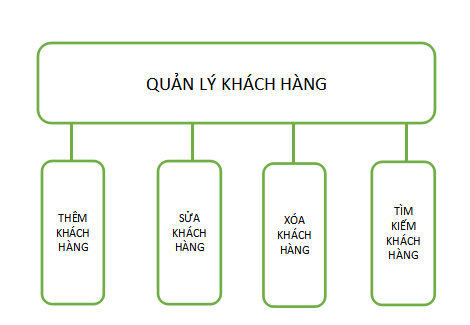 QUẢN LÝ KHÁCH HÀNG
THÊM
KHÁCH
HÀNG
SỬA
KHÁCH
HÀNG
XÓA
KHÁCH
HÀNG
TÌM
KIẾM
KHÁCH
HÀNG